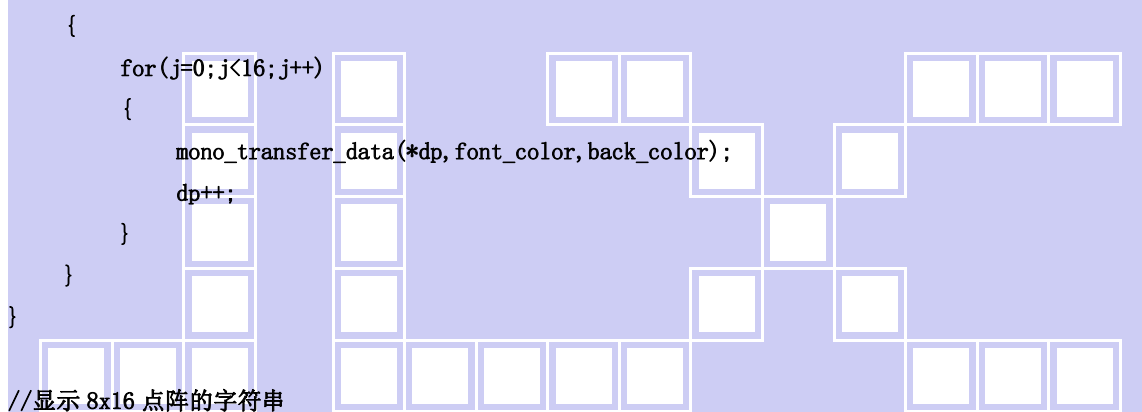 {
for(j=0;j<16;j++)
{
mono_transfer_data(*dp,font_color,back_color);
dp++;
}
}
}
//显示 8x16 点阵的字符串